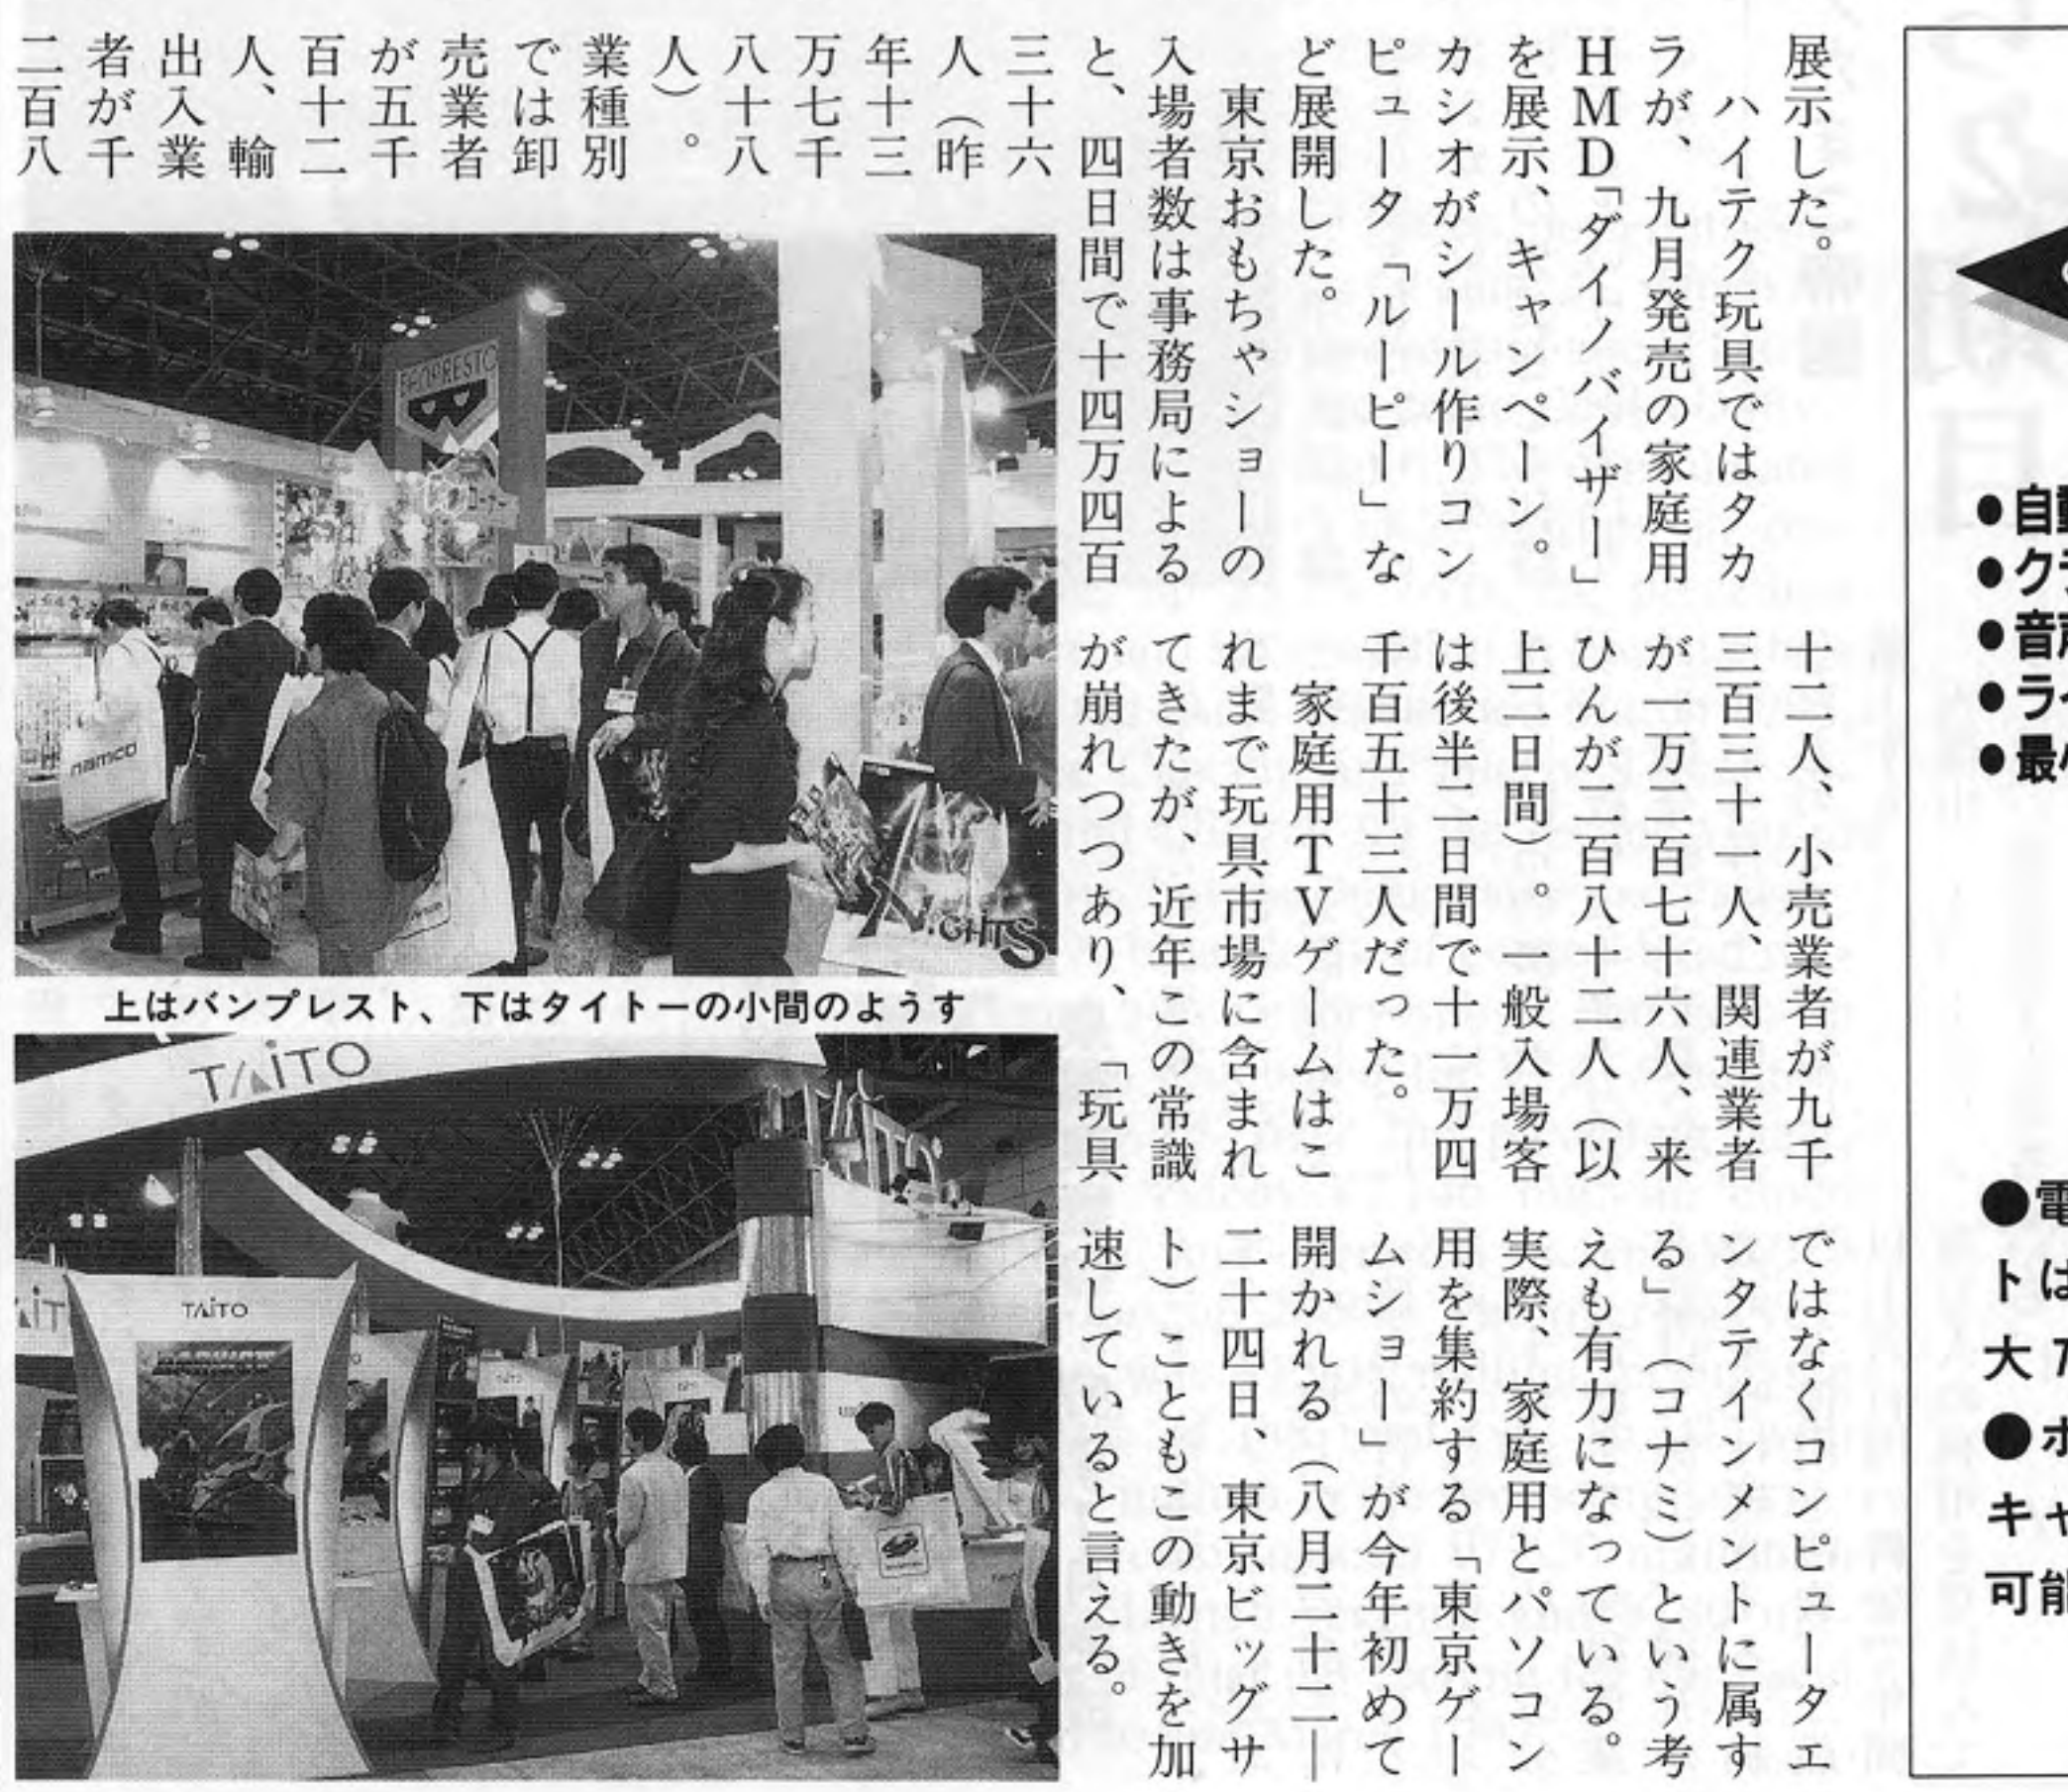 展示した。
ハイテク玩具ではタカ
ラが、九月発売の家庭用
HMD「ダイノバイザー」
を展示、キャンペーン。
カシオがシール作りコン
ピュータ「ルーピー」な
ど展開した。
東京おもちゃショーの
入場者数は事務局による
と、四日間で十四万四百
三十六
人（昨
年十三
万七千
八十八
人）。
業種別
では卸
売業者
が五千
百十二
人、輸
出入業
者が千
二百八
十二人、小売業者が九千
三百三十一人、関連業者
が一万二百七十六人、来
ひんが二百八十二人（以
上二日間）。一般入場客
は後半二日間で十一万四
千百五十三人だった。
家庭用TVゲームはこ
れまで玩具市場に含まれ
てきたが、近年この常識
が崩れつつあり、「玩具
ではなくコンピュータエ
ンタテインメントに属す
る」（コナミ）という考
えも有力になっている。
実際、家庭用とパソコン
用を集約する「東京ゲー
ムショー」が今年初めて
開かれる（八月二十二―
二十四日、東京ビッグサ
ト）こともこの動きを加
速していると言える。
BANPRESTO
namco
NiGHTS
上はバンプレスト、下はタイトーの小間のようす
TAITO
TAITO
●自
●ク
●音
●ラ
●最
●電
トは
大
●ホ
キャ
可能